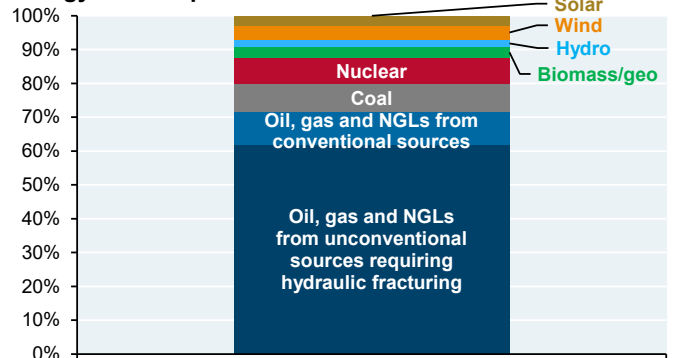 100%
90%
80%
70%
60%
50%
40%
30%
20%
10%
0%
Solar
Wind
Hydro
Biomass/geo
Nuclear
Coal
Oil, gas and NGLs from
conventional sources
Oil, gas and NGLs
from unconventional
sources requiring
hydraulic fracturing